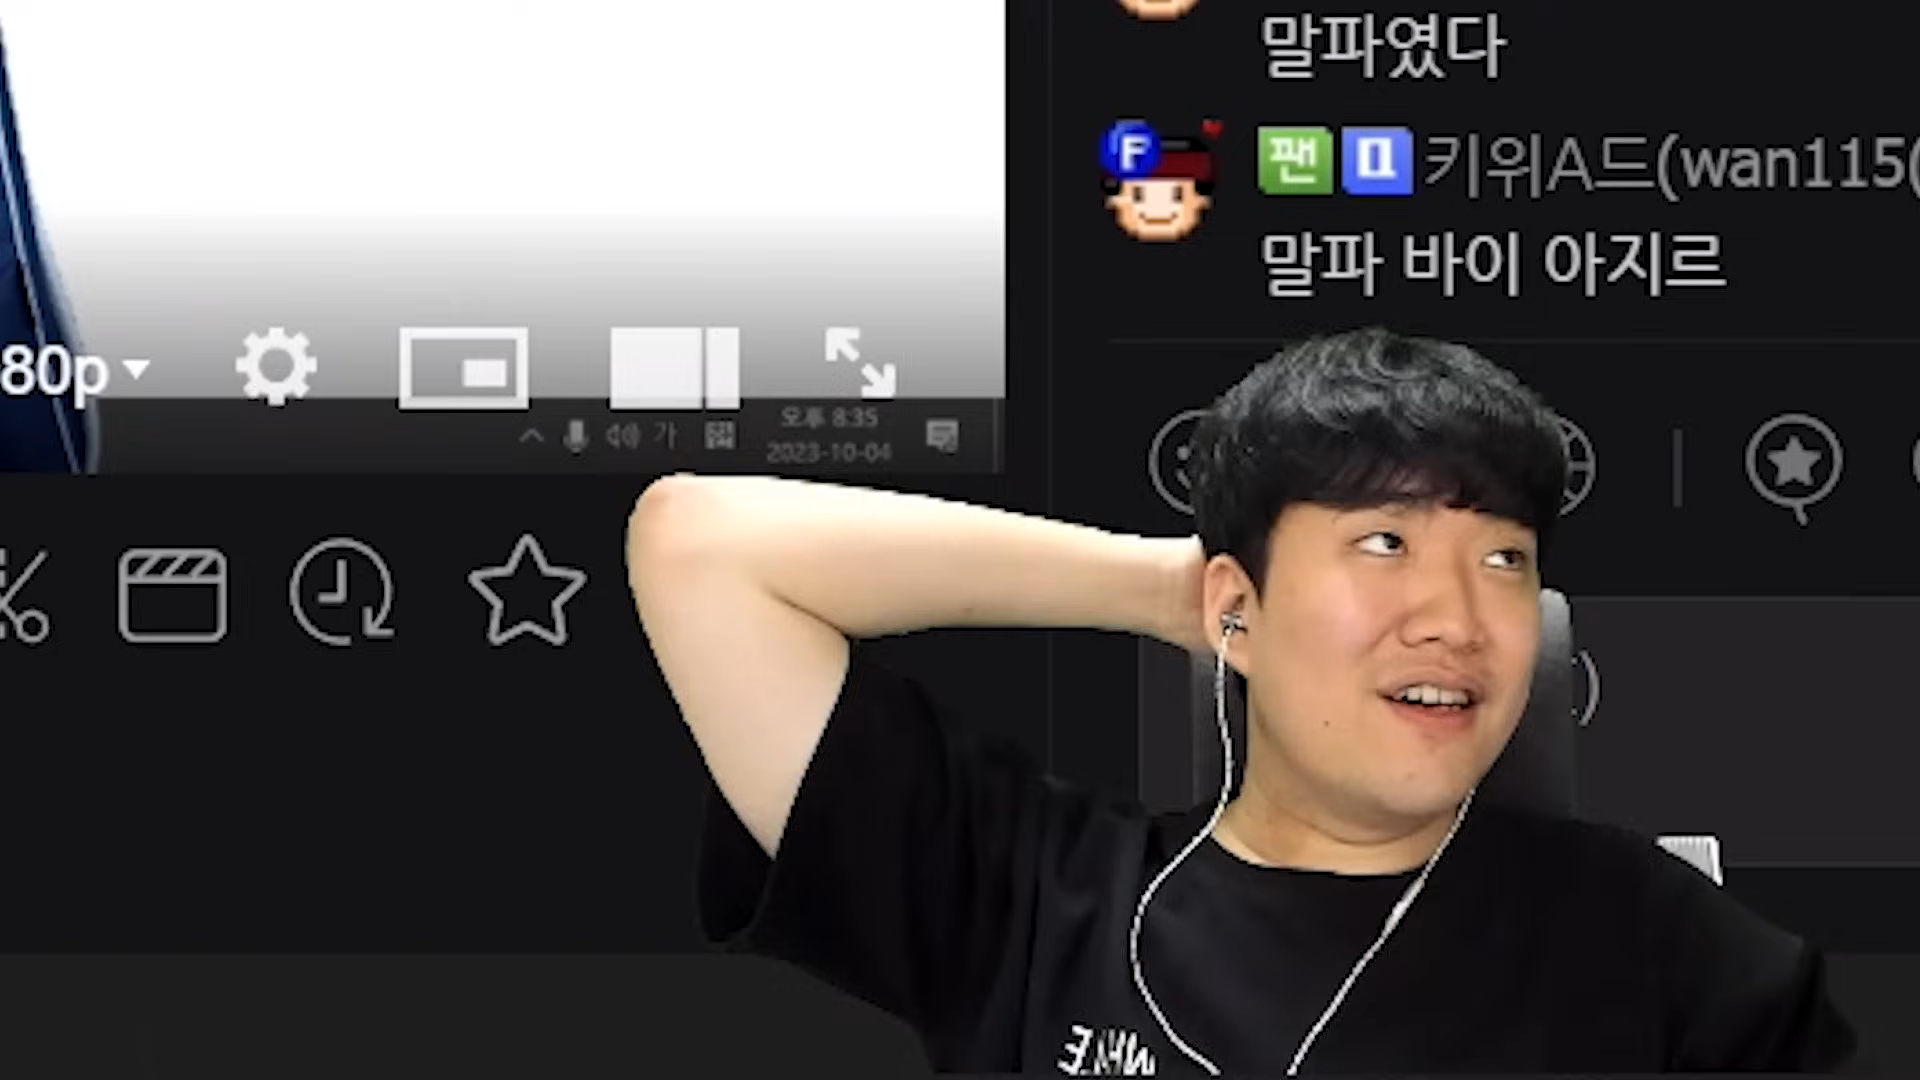 말파였다
팬 키위A드(wan115(
말파 바이 아지르
80p
가
오후 8:35
2023-10-04
F